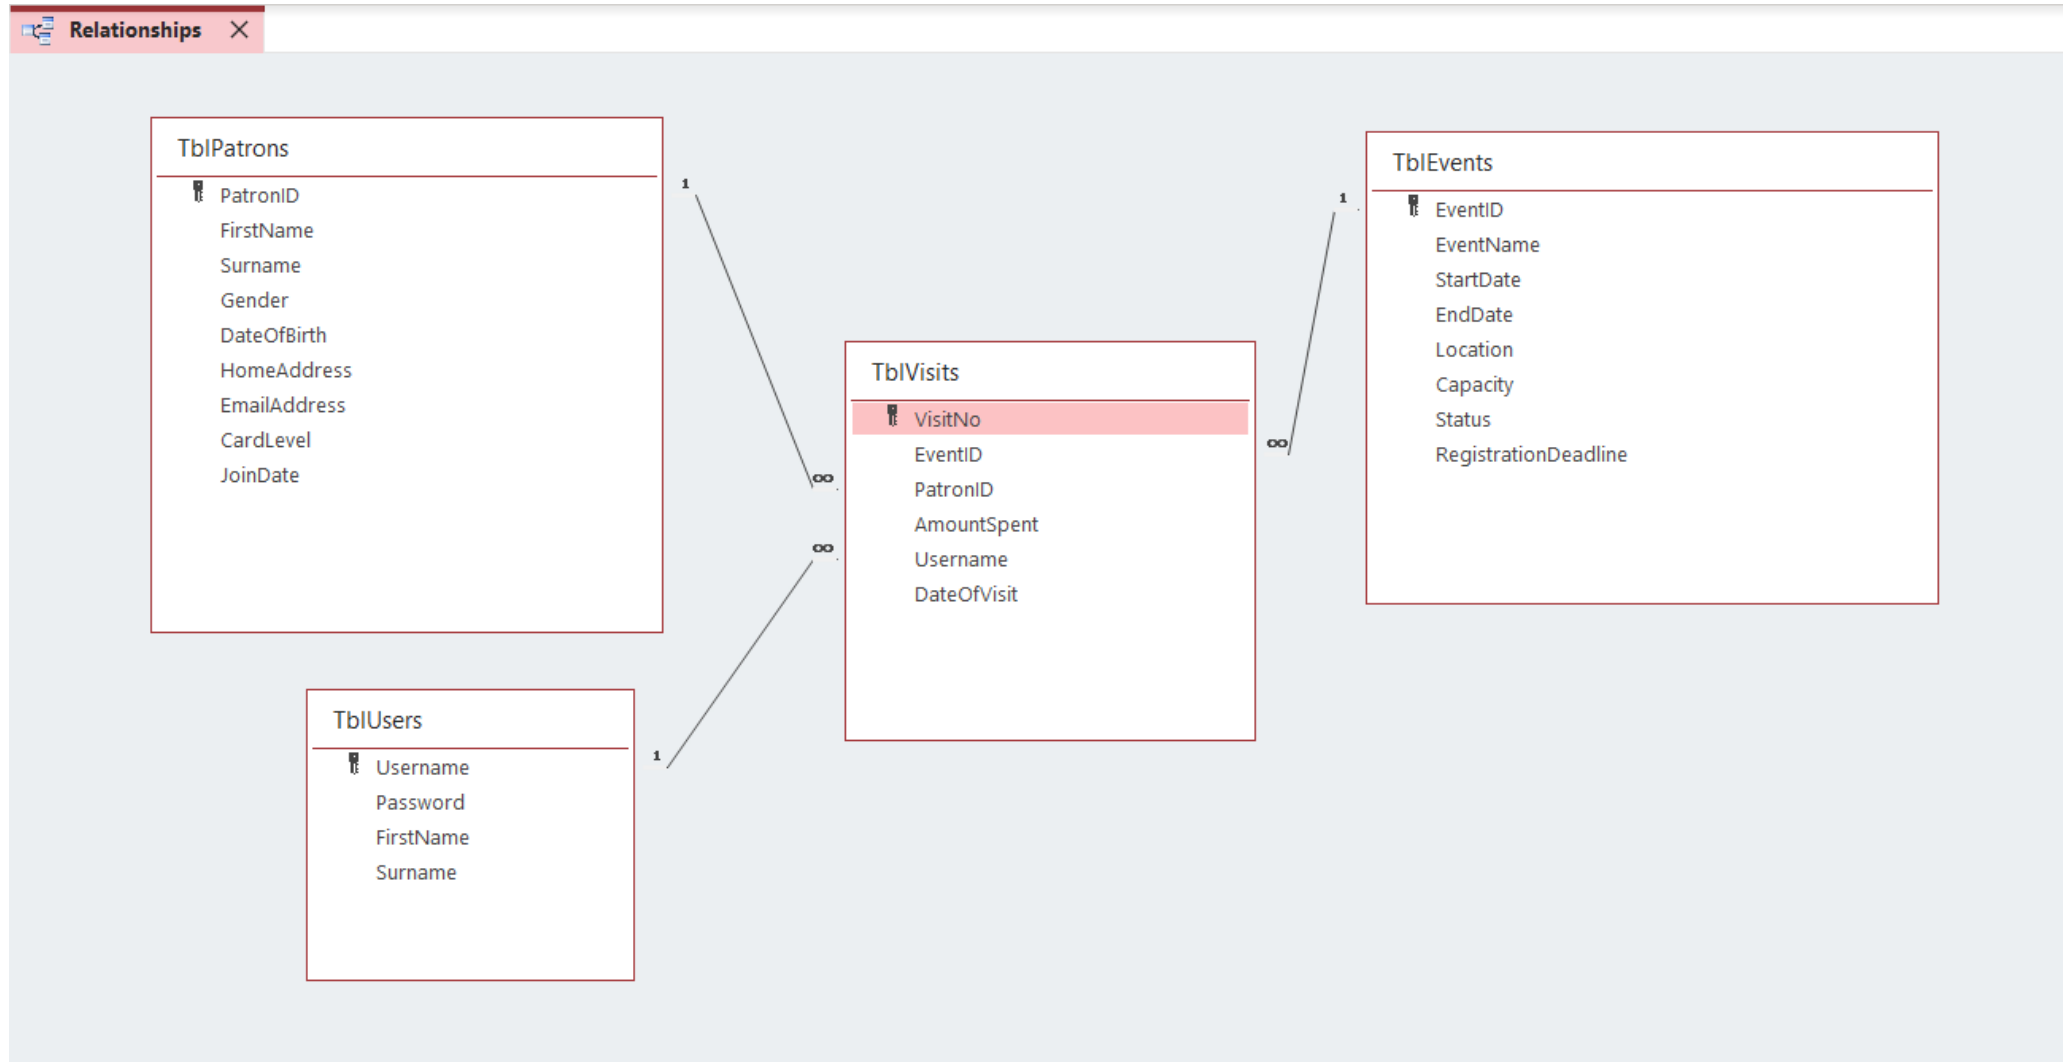 Relationships
TblPatrons
1
PatronID
FirstName
Surname
Gender
DateOfBirth
HomeAddress
EmailAddress
CardLevel
JoinDate
∞
TblVisits
VisitNo
EventID
PatronID
AmountSpent
Username
DateOfVisit
∞
∞
TblEvents
1
EventID
EventName
StartDate
EndDate
Location
Capacity
Status
RegistrationDeadline
TblUsers
1
Username
Password
FirstName
Surname